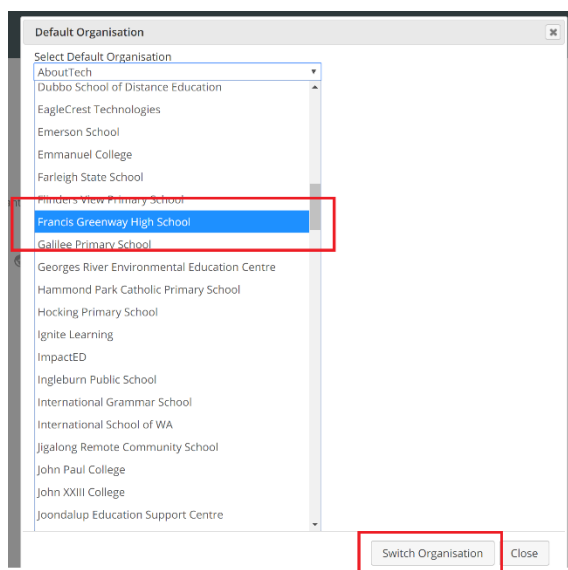 Default Organisation
Select Default Organisation
AboutTech
Dubbo School of Distance Education
EagleCrest Technologies
Emerson School
Emmanuel College
Farleigh State School
Flinders View Primary School
Francis Greenway High School
Galilee Primary School
Georges River Environmental Education Centre
Hammond Park Catholic Primary School
Hocking Primary School
Ignite Learning
ImpactED
Ingleburn Public School
International Grammar School
International School of WA
Jigalong Remote Community School
John Paul College
John XXIII College
Joondalup Education Support Centre
Switch Organisation Close